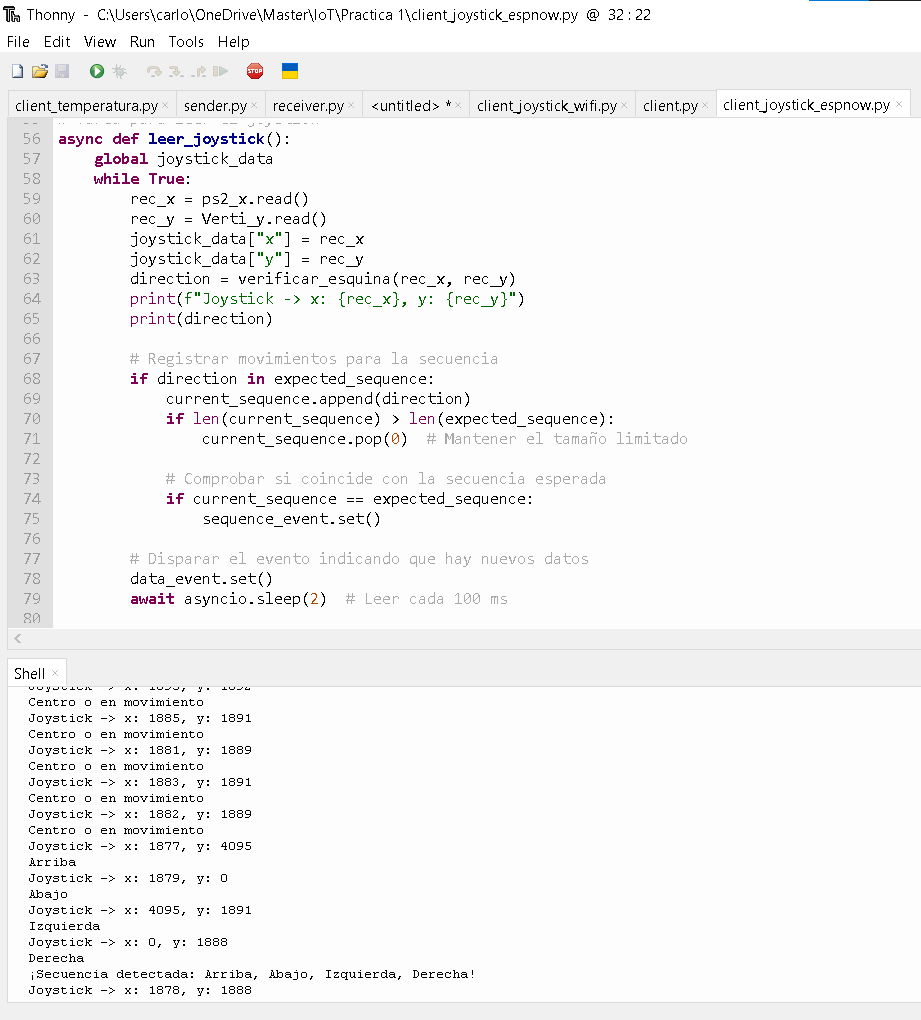 Thonny - C:\Users\carlo\OneDrive\Master\IoT\Practica 1\client_joystick_espnow.py @ 32 : 22
File Edit View Run Tools Help
STOP
client_temperatura.py × sender.py × receiver.py × <untitled> * × client_joystick_wifi.py × client.py × client_joystick_espnow.py ×
56 async def leer_joystick():
57 global joystick_data
58 while True:
59 rec_x = ps2_x.read()
60 rec_y = Verti_y.read()
61 joystick_data["x"] = rec_x
62 joystick_data["y"] = rec_y
63 direction = verificar_esquina(rec_x, rec_y)
64 print(f"Joystick -> x: {rec_x}, y: {rec_y}")
65 print(direction)
66
67 # Registrar movimientos para la secuencia
68 if direction in expected_sequence:
69 current_sequence.append(direction)
70 if len(current_sequence) > len(expected_sequence):
71 current_sequence.pop(0) # Mantener el tamaño limitado
72
73 # Comprobar si coincide con la secuencia esperada
74 if current_sequence == expected_sequence:
75 sequence_event.set()
76
77 # Disparar el evento indicando que hay nuevos datos
78 data_event.set()
79 await asyncio.sleep(2) # Leer cada 100 ms
80
Shell ×
Centro o en movimiento
Joystick -> x: 1885, y: 1891
Centro o en movimiento
Joystick -> x: 1881, y: 1889
Centro o en movimiento
Joystick -> x: 1883, y: 1891
Centro o en movimiento
Joystick -> x: 1882, y: 1889
Centro o en movimiento
Joystick -> x: 1877, y: 4095
Arriba
Joystick -> x: 1879, y: 0
Abajo
Joystick -> x: 4095, y: 1891
Izquierda
Joystick -> x: 0, y: 1888
Derecha
¡Secuencia detectada: Arriba, Abajo, Izquierda, Derecha!
Joystick -> x: 1878, y: 1888